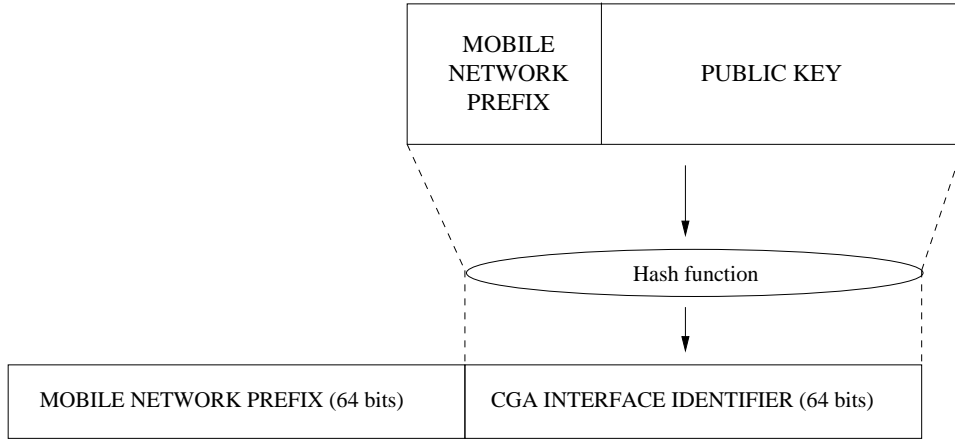 MOBILE
NETWORK
PREFIX
PUBLIC KEY
Hash function
MOBILE NETWORK PREFIX (64 bits)
CGA INTERFACE IDENTIFIER (64 bits)